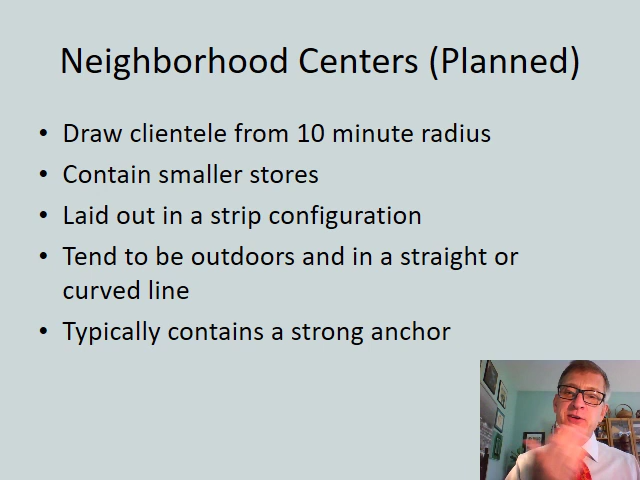 Neighborhood Centers (Planned)
• Draw clientele from 10 minute radius
• Contain smaller stores
• Laid out in a strip configuration
• Tend to be outdoors and in a straight or
curved line
• Typically contains a strong anchor